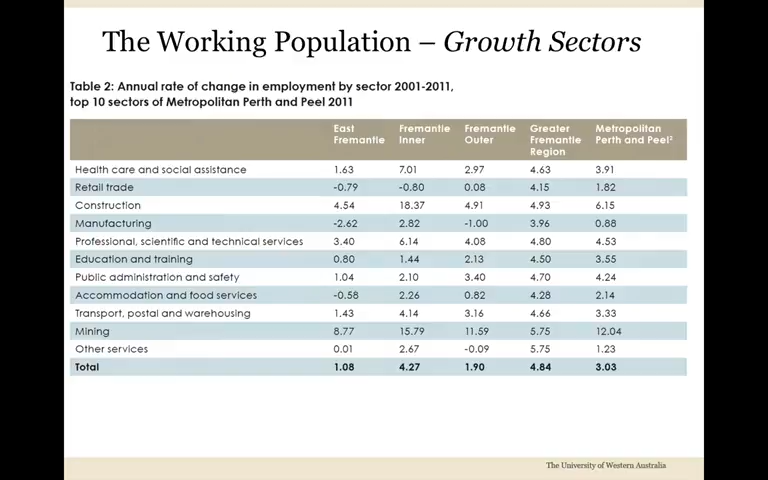 The Working Population – Growth Sectors
Table 2: Annual rate of change in employment by sector 2001-2011,
top 10 sectors of Metropolitan Perth and Peel 2011
East Fremantle Fremantle Inner Fremantle Outer Greater Fremantle Region Metropolitan Perth and Peel²
Health care and social assistance 1.63 7.01 2.97 4.63 3.91
Retail trade -0.79 -0.80 0.08 4.15 1.82
Construction 4.54 18.37 4.91 4.93 6.15
Manufacturing -2.62 2.82 -1.00 3.96 0.88
Professional, scientific and technical services 3.40 6.14 4.08 4.80 4.53
Education and training 0.80 1.44 2.13 4.50 3.55
Public administration and safety 1.04 2.10 3.40 4.70 4.24
Accommodation and food services -0.58 2.26 0.82 4.28 2.14
Transport, postal and warehousing 1.43 4.14 3.16 4.66 3.33
Mining 8.77 15.79 11.59 5.75 12.04
Other services 0.01 2.67 -0.09 5.75 1.23
Total 1.08 4.27 1.90 4.84 3.03
The University of Western Australia